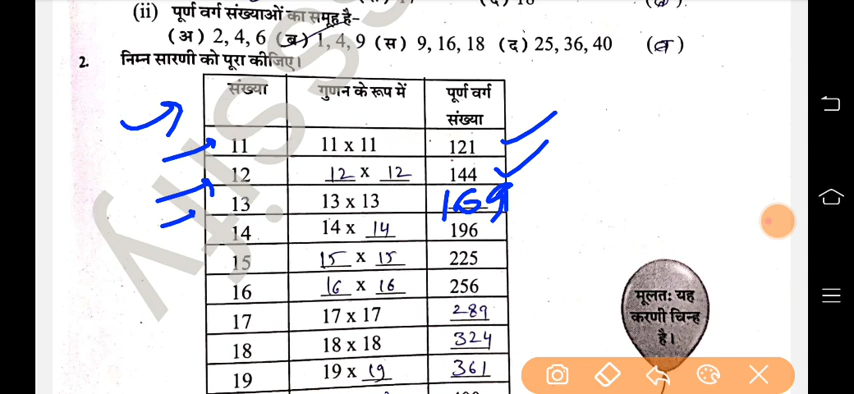 (ii) पूर्ण वर्ग संख्याओं का समूह है-
(अ) 2, 4, 6 (ब) 1, 4, 9 (स) 9, 16, 18 (द) 25, 36, 40 (ब)
2. निम्न सारणी को पूरा कीजिए।
संख्या गुणन के रूप में पूर्ण वर्ग
संख्या
11 11 x 11 121
12 12 x 12 144
13 13 x 13 169
14 14 x 14 196
15 15 x 15 225
16 16 x 16 256
17 17 x 17 289
18 18 x 18 324
19 19 x 19 361
मूलत: यह
करणी चिन्ह
है।